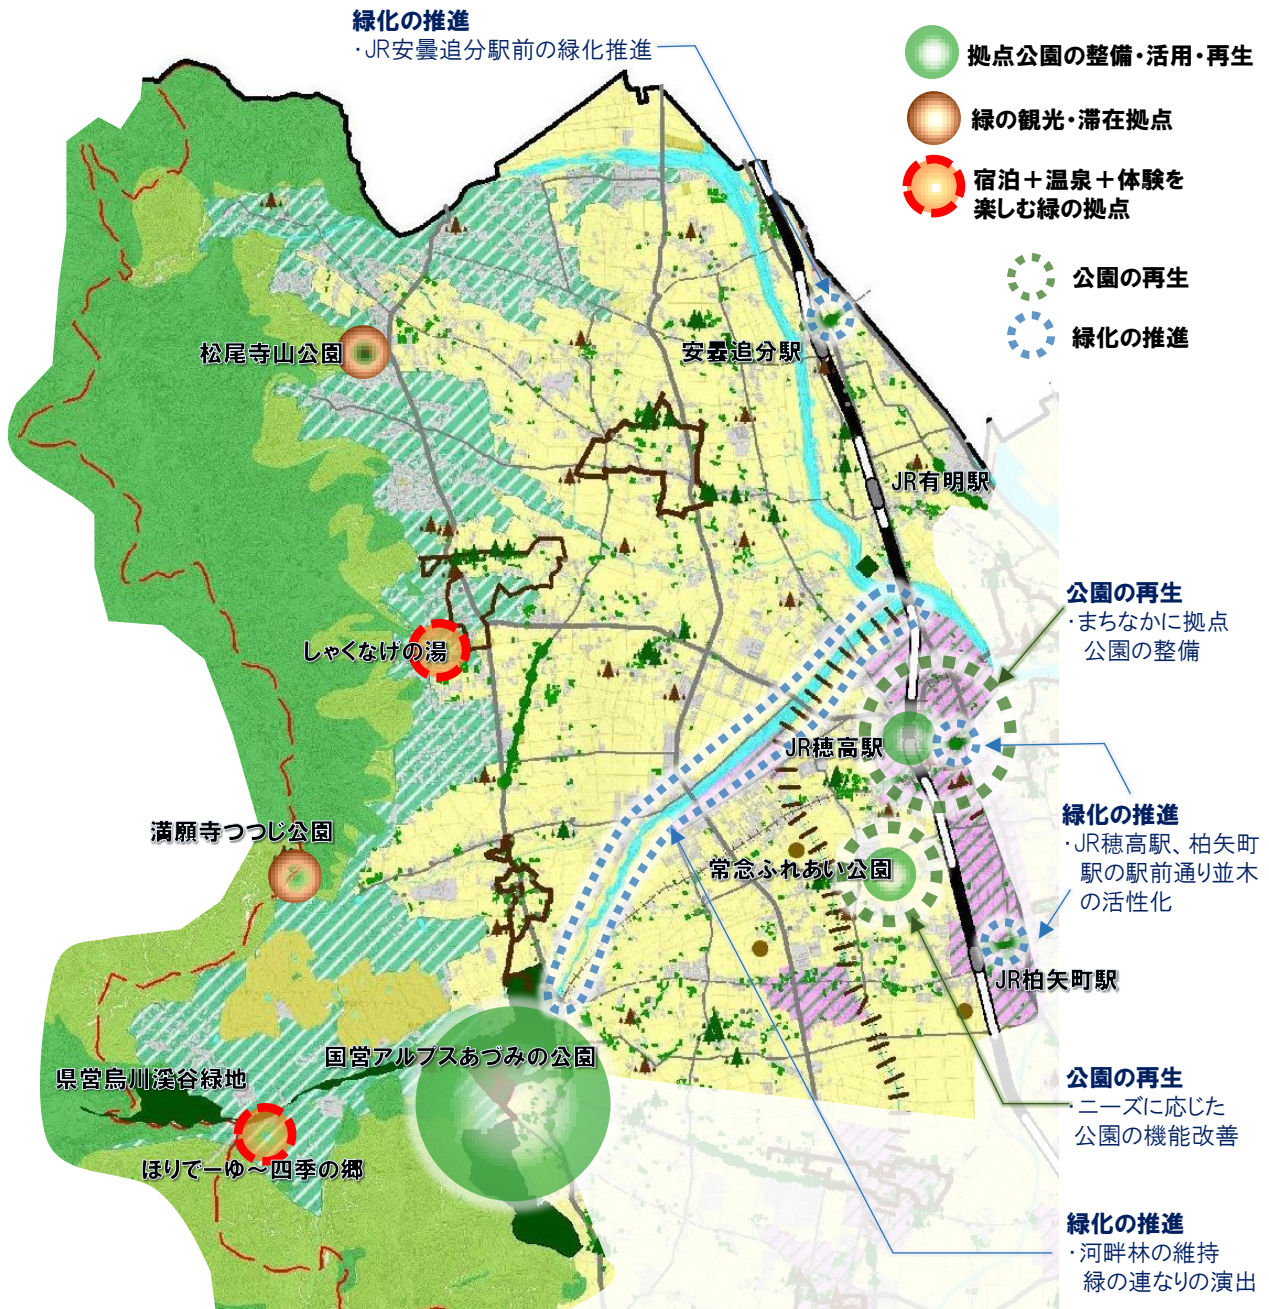 緑化の推進
・JR安曇追分駅前の緑化推進
拠点公園の整備・活用・再生
緑の観光・滞在拠点
宿泊＋温泉＋体験を
楽しむ緑の拠点
公園の再生
緑化の推進
松尾寺山公園
安曇追分駅
JR有明駅
公園の再生
・まちなかに拠点
公園の整備
しゃくなげの湯
JR穂高駅
緑化の推進
・JR穂高駅、柏矢町
駅の駅前通り並木
の活性化
満願寺つつじ公園
常念ふれあい公園
JR柏矢町駅
国営アルプスあづみの公園
県営烏川渓谷緑地
公園の再生
・ニーズに応じた
公園の機能改善
ほりでーゆ～四季の郷
緑化の推進
・河畔林の維持
緑の連なりの演出